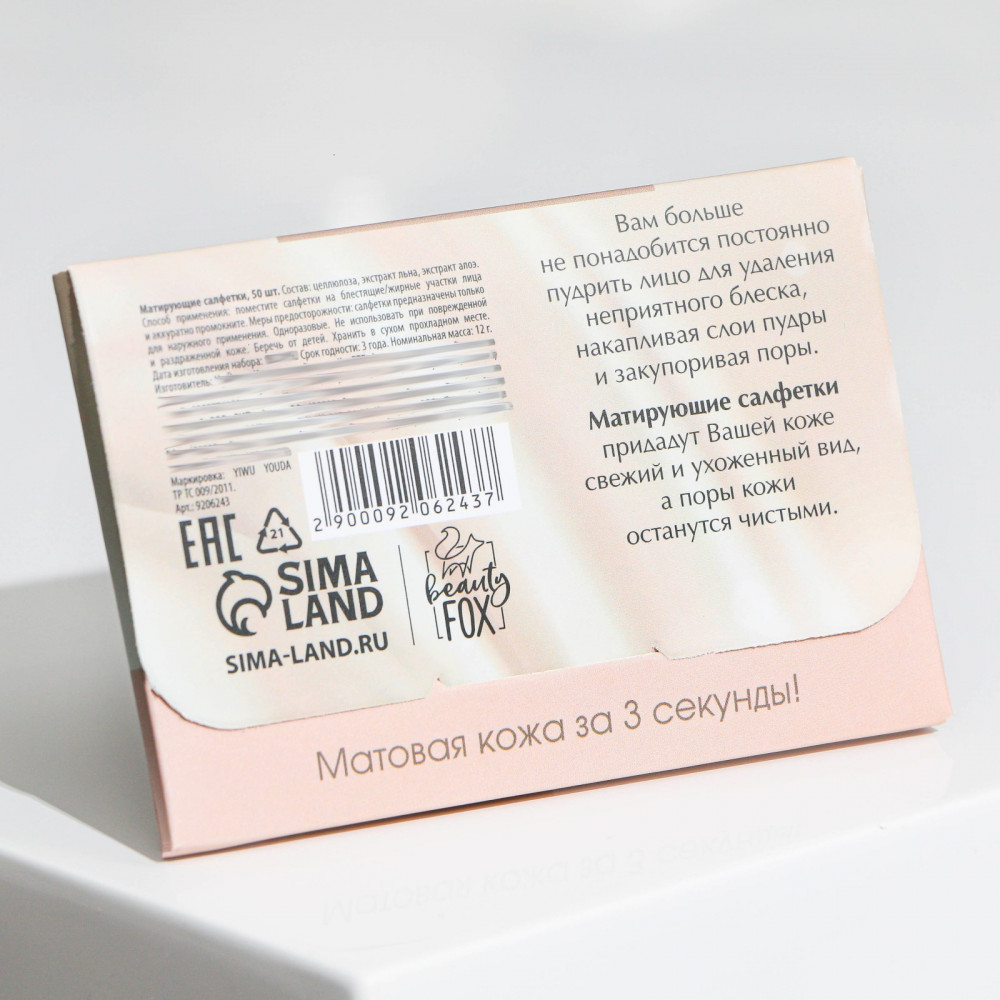 Матирующие салфетки, 50 шт. Состав: целлюлоза, экстракт льна, экстракт алоэ.
Способ применения: поместите салфетки на блестящие/жирные участки лица
и аккуратно промокните. Меры предосторожности: салфетки предназначены только
для наружного применения. Одноразовые. Не использовать при поврежденной
и раздраженной коже. Беречь от детей. Хранить в сухом прохладном месте.
Дата изготовления набора: Срок годности: 3 года. Номинальная масса: 12 г.
Изготовитель:
Маркировка: YIWU YOUDA
ТР ТС 009/2011.
Арт.: 9206243
2 900092 062437
EAC
21
SIMA
LAND
SIMA-LAND.RU
beauty
FOX
Вам больше
не понадобится постоянно
пудрить лицо для удаления
неприятного блеска,
накапливая слои пудры
и закупоривая поры.
Матирующие салфетки
придадут Вашей коже
свежий и ухоженный вид,
а поры кожи
останутся чистыми.
Матовая кожа за 3 секунды!